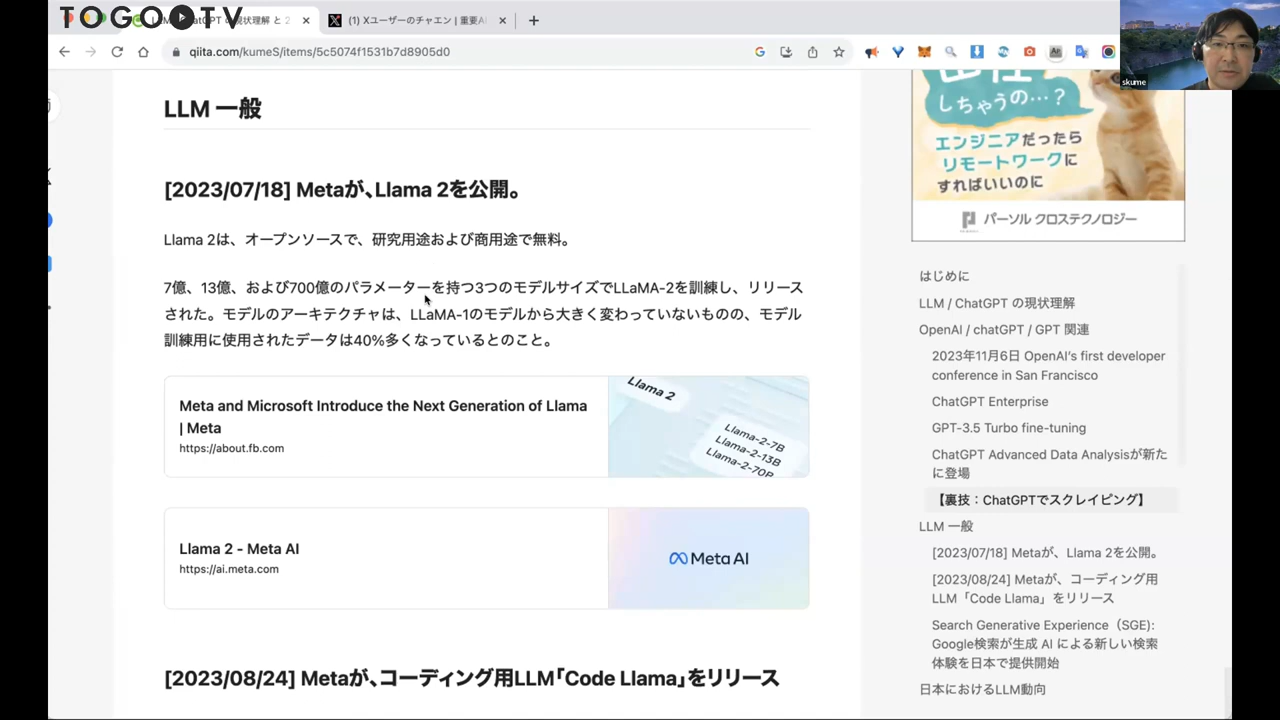 TOGO TV
ChatGPT の現状理解 と
(1) Xユーザーのチャエン | 重要AI
qiita.com/kumeS/items/5c5074f1531b7d8905d0
skume
LLM 一般
[2023/07/18] Metaが、Llama 2を公開。
Llama 2は、オープンソースで、研究用途および商用途で無料。
7億、13億、および700億のパラメーターを持つ3つのモデルサイズでLLaMA-2を訓練し、リリース
された。モデルのアーキテクチャは、LLaMA-1のモデルから大きく変わっていないものの、モデル
訓練用に使用されたデータは40%多くなっているとのこと。
Meta and Microsoft Introduce the Next Generation of Llama
| Meta
https://about.fb.com
Llama 2
Llama-2-7B
Llama-2-13B
Llama-2-70B
Llama 2 - Meta AI
https://ai.meta.com
Meta AI
[2023/08/24] Metaが、コーディング用LLM「Code Llama」をリリース
しちゃうの…？
エンジニアだったら
リモートワークに
すればいいのに
パーソル クロステクノロジー
はじめに
LLM / ChatGPT の現状理解
OpenAI / chatGPT / GPT 関連
2023年11月6日 OpenAI's first developer
conference in San Francisco
ChatGPT Enterprise
GPT-3.5 Turbo fine-tuning
ChatGPT Advanced Data Analysisが新た
に登場
【裏技：ChatGPTでスクレイピング】
LLM 一般
[2023/07/18] Metaが、Llama 2を公開。
[2023/08/24] Metaが、コーディング用
LLM「Code Llama」をリリース
Search Generative Experience（SGE):
Google検索が生成 AI による新しい検索
体験を日本で提供開始
日本におけるLLM動向